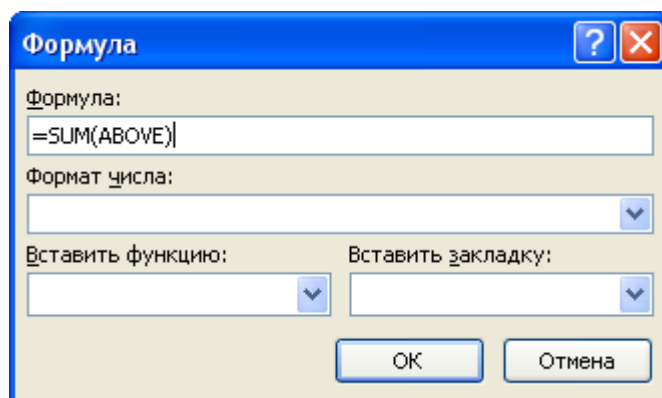 Формула
Формула:
=SUM(ABOVE)
Формат числа:
Вставить функцию: Вставить закладку:
ОК Отмена